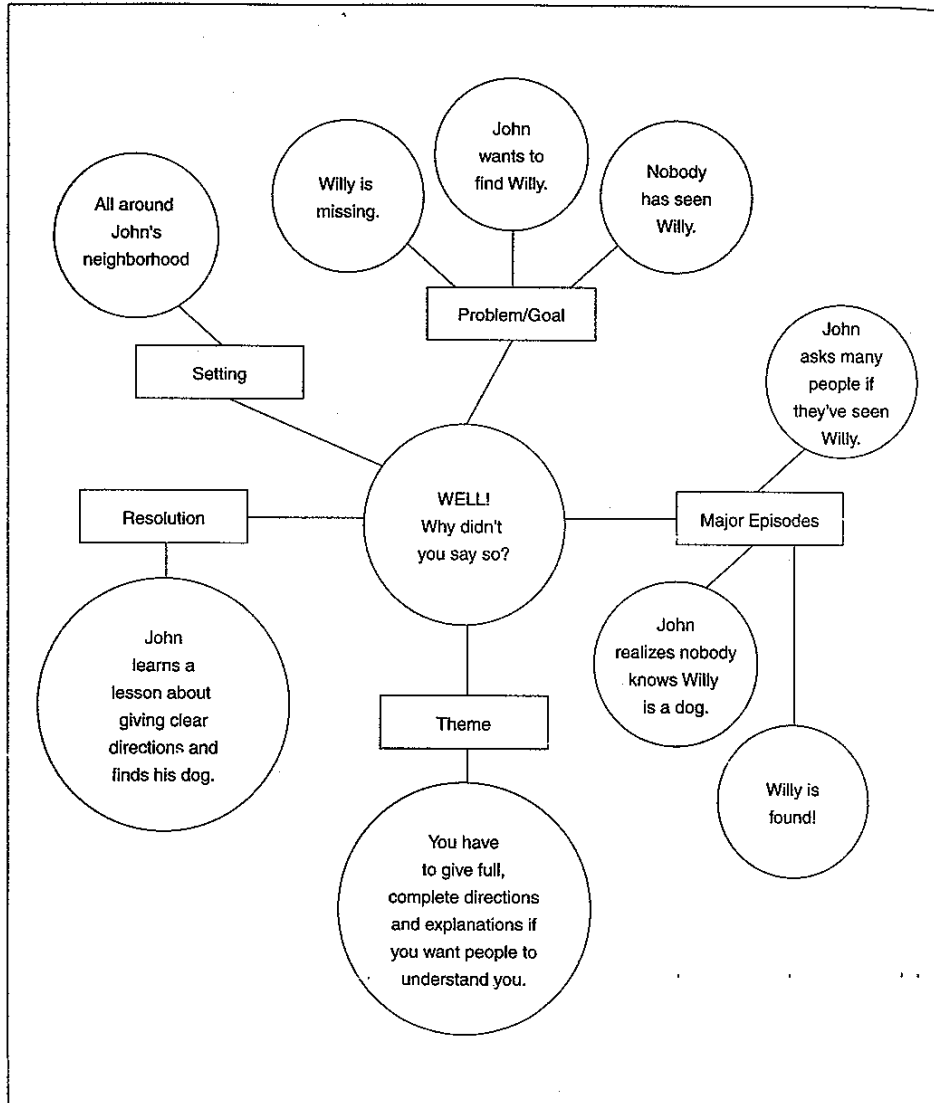 John
wants to
find Willy.
Willy is
missing.
Nobody
has seen
Willy.
All around
John's
neighborhood
Problem/Goal
Setting
John
asks many
people if
they've seen
Willy.
WELL!
Why didn't
you say so?
Resolution
Major Episodes
John
learns a
lesson about
giving clear
directions and
finds his dog.
John
realizes nobody
knows Willy
is a dog.
Theme
Willy is
found!
You have
to give full,
complete directions
and explanations if
you want people to
understand you.